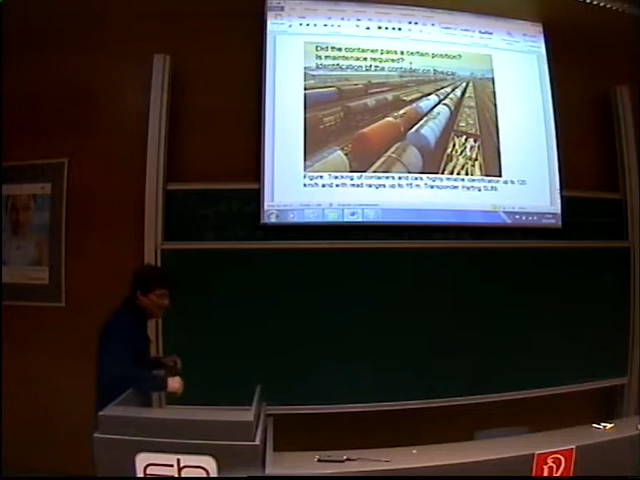 Did the container pass a certain position?
Is maintenace required?
Identification of the container on the car
Figure: Tracking of containers and cars, highly reliable identification up to 120
km/h and with read ranges up to 15 m. Transponder Harting SL89.